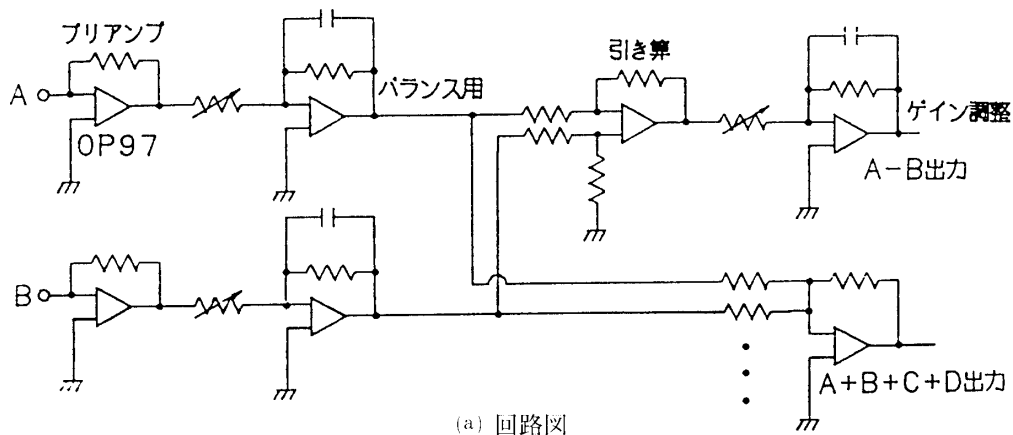 プリアンプ
A
OP97
バランス用
引き算
ゲイン調整
A-B出力
B
A+B+C+D出力
(a) 回路図